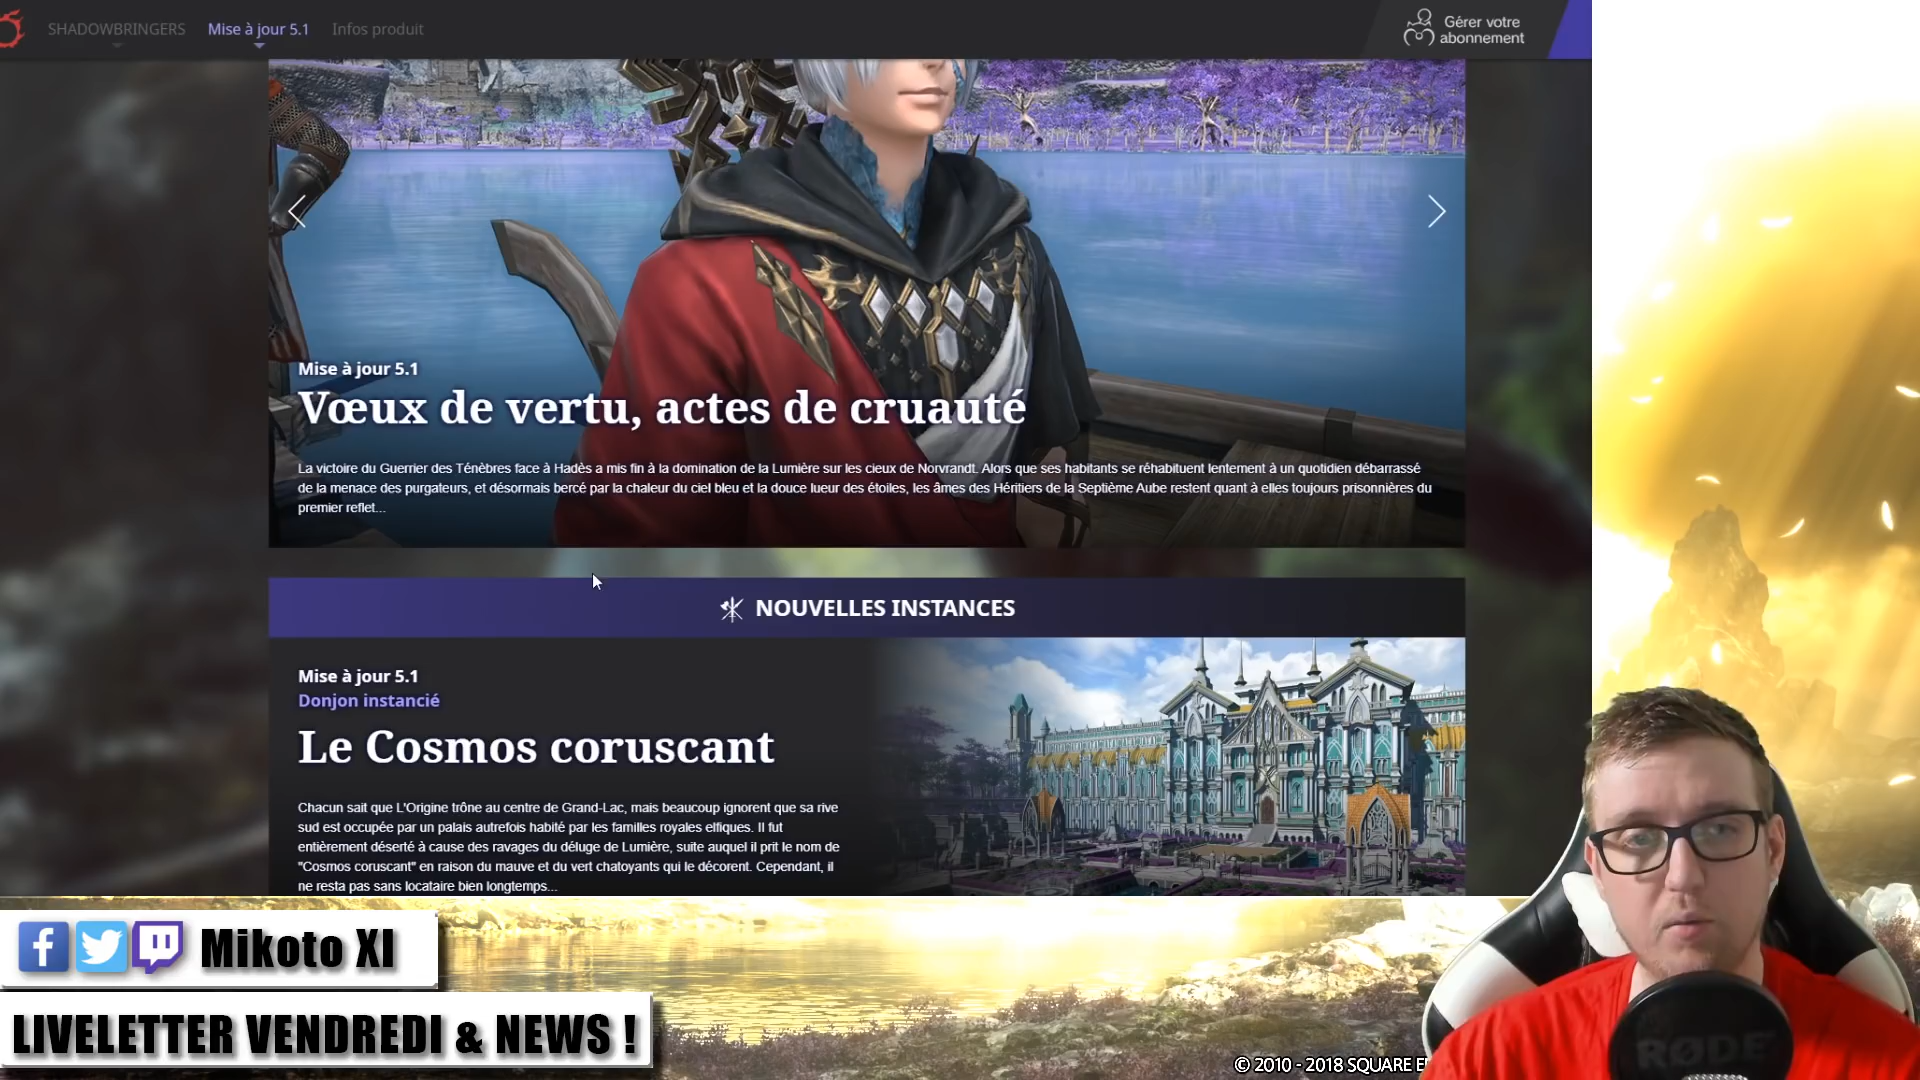 SHADOWBRINGERS
Mise à jour 5.1
Infos produit
Gérer votre
abonnement
Mise à jour 5.1
Vœux de vertu, actes de cruauté
La victoire du Guerrier des Ténèbres face à Hadès a mis fin à la domination de la Lumière sur les cieux de Norvrandt. Alors que ses habitants se réhabituent lentement à un quotidien débarrassé
de la menace des purgateurs, et désormais bercé par la chaleur du ciel bleu et la douce lueur des étoiles, les âmes des Héritiers de la Septième Aube restent quant à elles toujours prisonnières du
premier reflet...
NOUVELLES INSTANCES
Mise à jour 5.1
Donjon instancié
Le Cosmos coruscant
Chacun sait que L'Origine trône au centre de Grand-Lac, mais beaucoup ignorent que sa rive
sud est occupée par un palais autrefois habité par les familles royales elfiques. Il fut
entièrement déserté à cause des ravages du déluge de Lumière, suite auquel il prit le nom de
"Cosmos coruscant" en raison du mauve et du vert chatoyants qui le décorent. Cependant, il
ne resta pas sans locataire bien longtemps...
Mikoto XI
LIVELETTER VENDREDI & NEWS !
© 2010 - 2018 SQUARE
RØDE